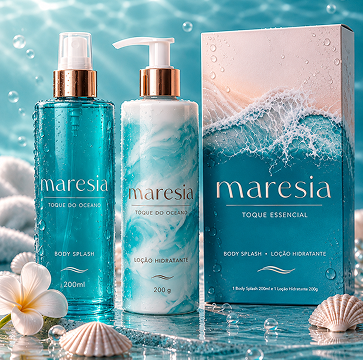 maresia
TOQUE DO OCEANO
BODY SPLASH
200ml
maresia
TOQUE DO OCEANO
LOÇÃO HIDRATANTE
200 g
maresia
TOQUE ESSENCIAL
BODY SPLASH • LOÇÃO HIDRATANTE
1 Body Splash 200ml e 1 Loção Hidratante 200g